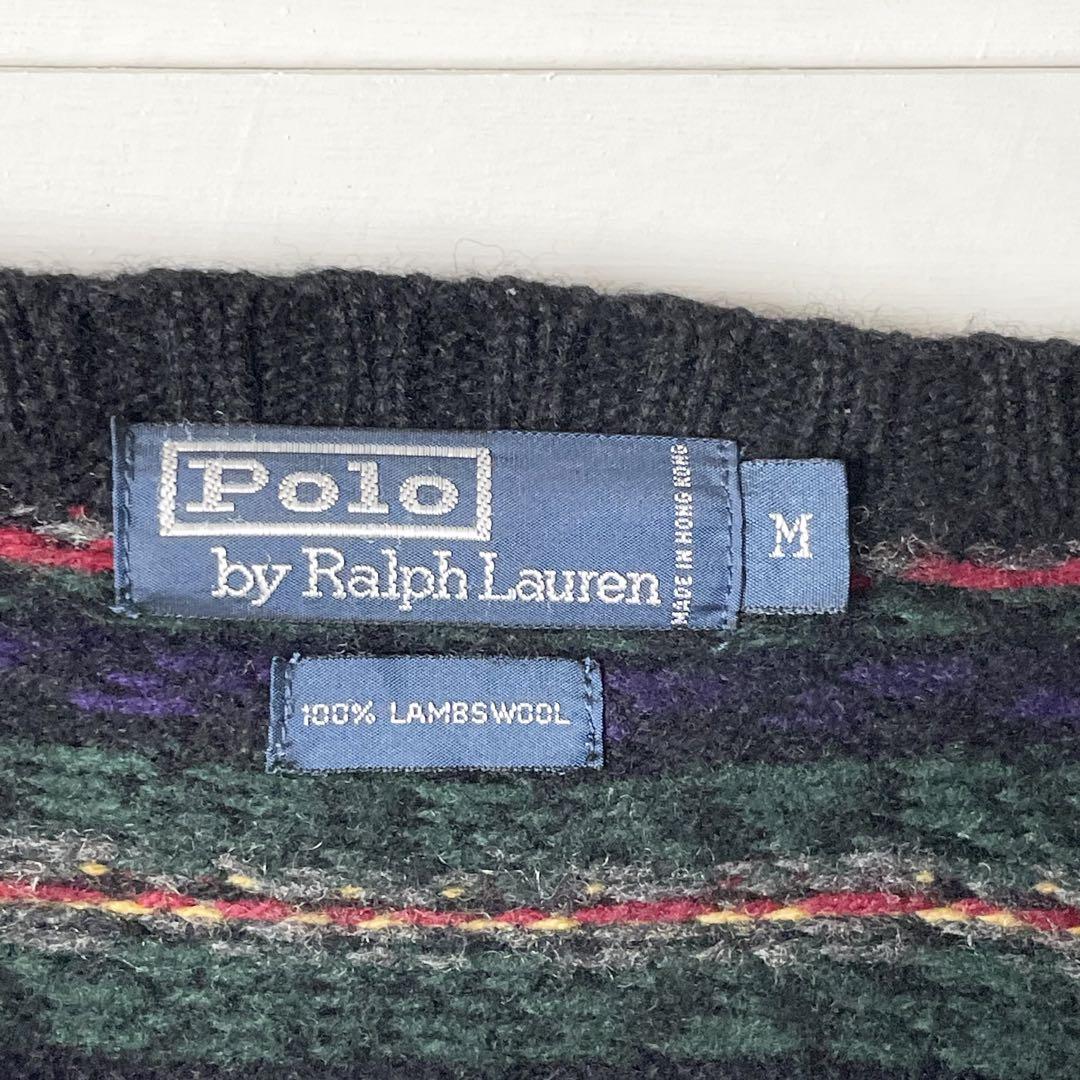 Polo
by Ralph Lauren
MADE IN HONG KONG
M
100% LAMBSWOOL